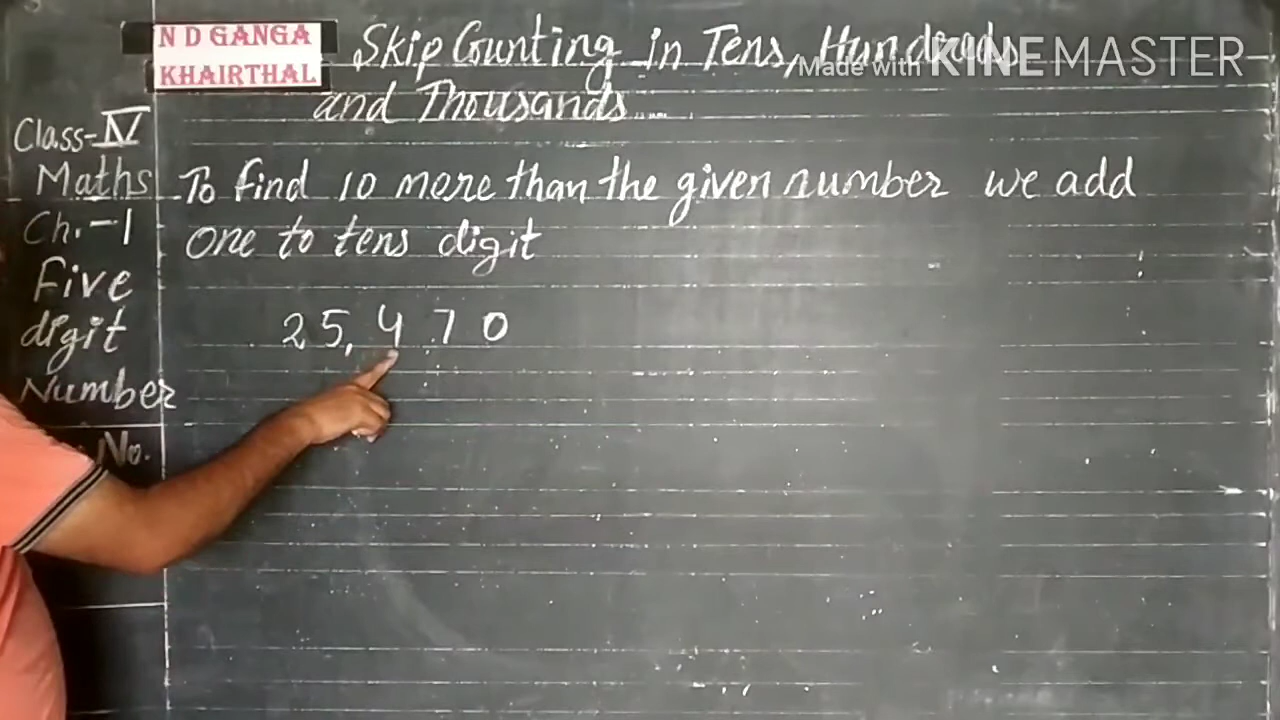 N D GANGA
KHAIRTHAL
Skip Counting in Tens, Hundreds
and Thousands....
Made with KINEMASTER
Class-IV
Maths
Ch.-1
Five
digit
Number
No.
To find 10 more than the given number we add
one to tens digit
25,470